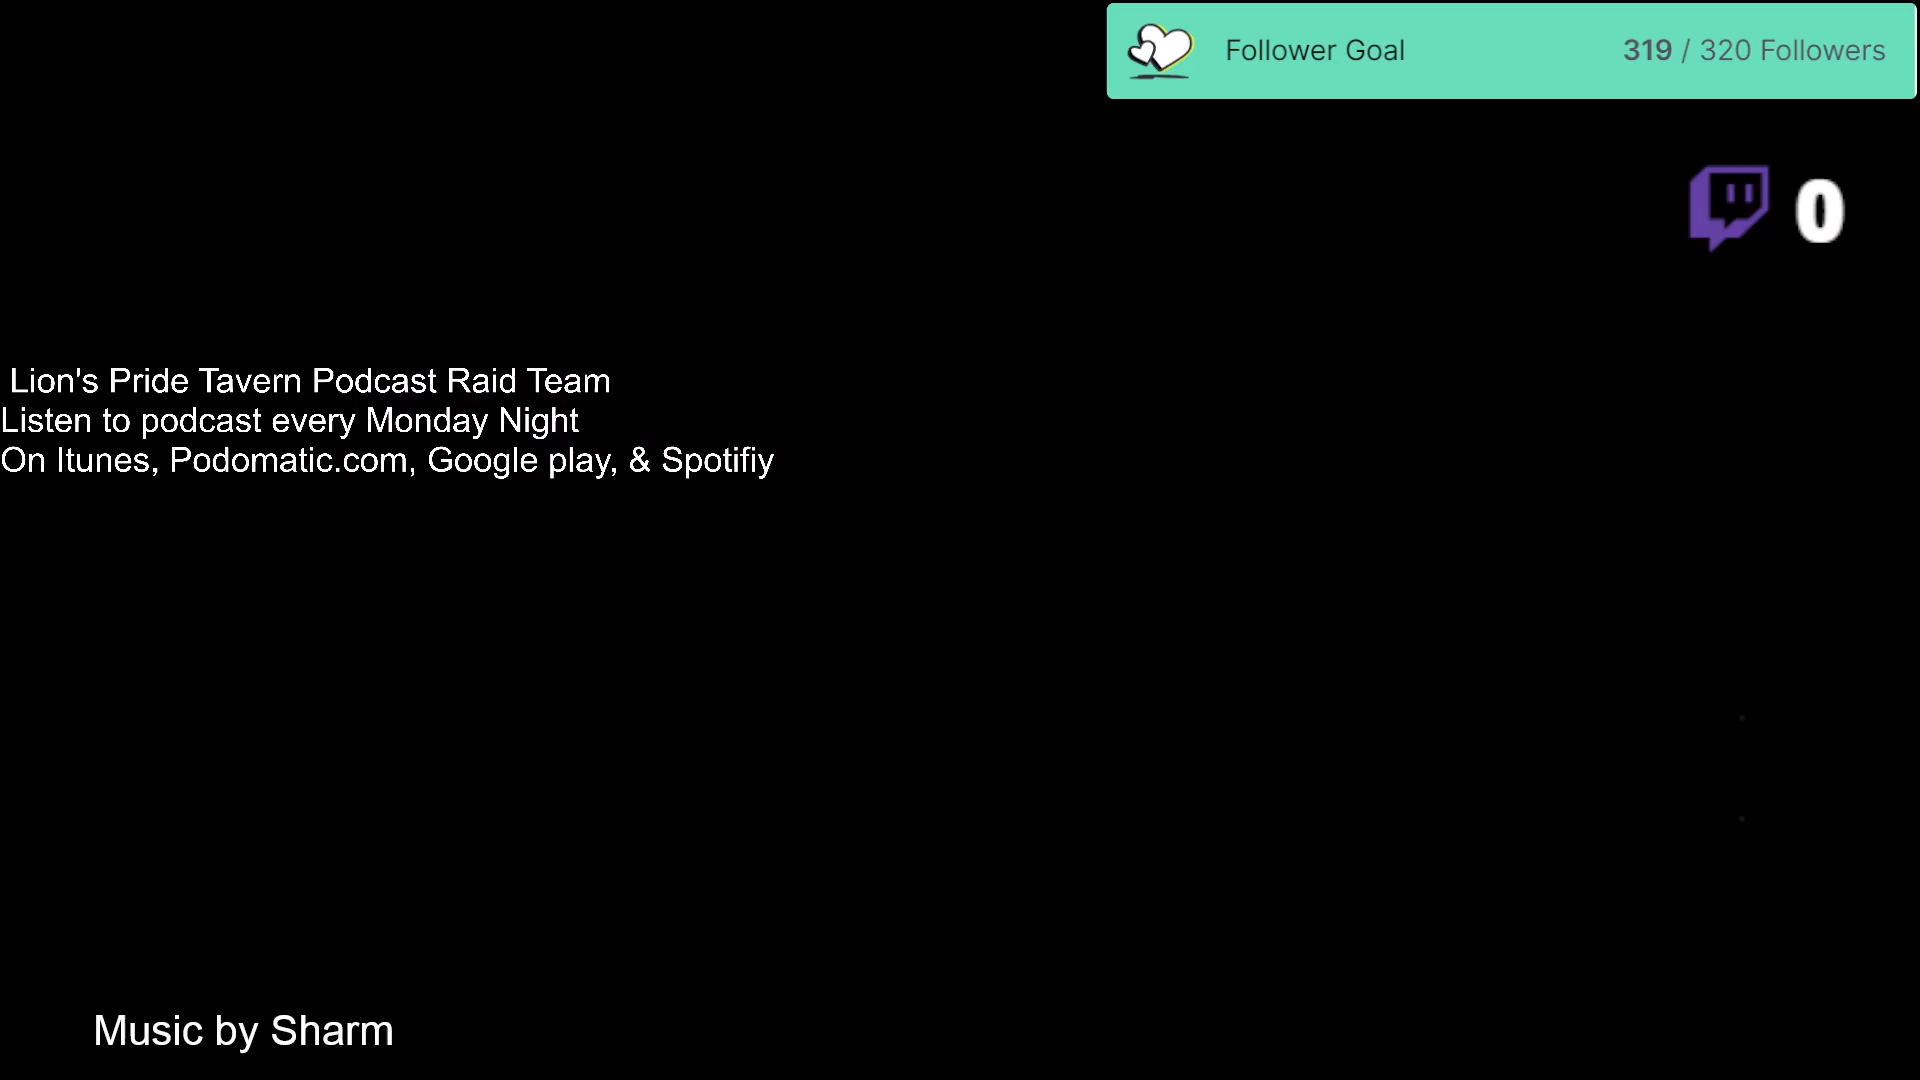 Follower Goal 319 / 320 Followers
0
Lion's Pride Tavern Podcast Raid Team
Listen to podcast every Monday Night
On Itunes, Podomatic.com, Google play, & Spotifiy
Music by Sharm